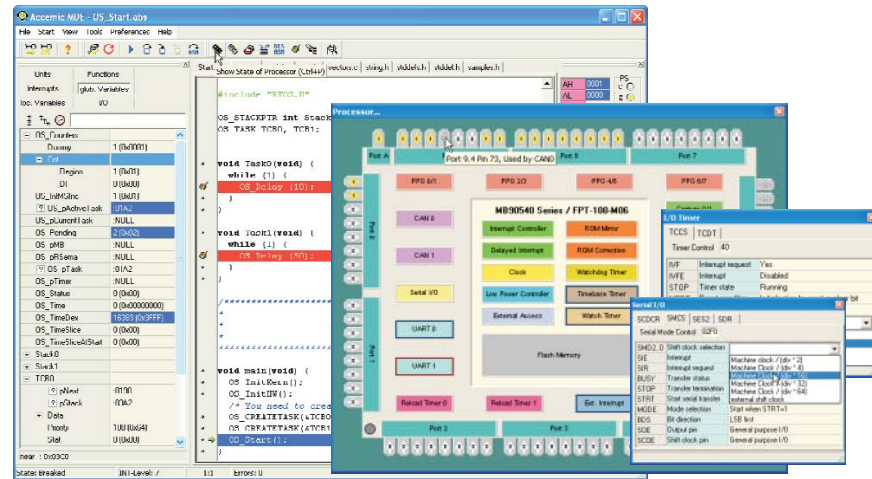 Accemic MDE - OS_Start.abs
File Start View Tools Preferences Help
Show State of Processor (Ctrl+P)
vectors.c string.h stddefs.h stddef.h samples.h
Units Functions
Interrupts glob. Variables
loc. Variables I/O
OS_Counters
Dummy 1 (0x0001)
Cnt
Region 1 (0x01)
DI 0 (0x00)
OS_InInt 1 (0x01)
OS_pActiveTask :01A2
OS_pCurrentTask :NULL
OS_Pending 2 (0x02)
OS_pMB :NULL
OS_pRSema :NULL
OS_pTask :01A2
OS_pTimer :NULL
OS_Status 0 (0x00)
OS_Time 0 (0x00000000)
OS_TimeDex 16383 (0x3FFF)
OS_TimeSlice 0 (0x00)
OS_TimeSliceAtStart 0 (0x00)
Stack0
Stack1
TCB0
pNext :0190
pStack :00A2
Data
Priority 100 (0x64)
Stat 0 (0x00)
near : 0x03C0
State: Breaked INT-Level: 7 1:1 Errors: 0
#include "RTOS.H"
OS_STACKPTR int Stack
OS_TASK TCB0, TCB1;
void Task0(void) {
while (1) {
OS_Delay (10);
}
}
void Task1(void) {
while (1) {
OS_Delay (50);
}
}
void main(void) {
OS_InitKern();
OS_InitHW();
/* You need to crea
OS_CREATETASK(&TCB0
OS_CREATETASK(&TCB1
OS_Start();
}
AH 0001
AL 0000
PS
Processor...
Port A
Port 8
Port 7
Port 9.4 Pin 73, Used by CAN0
PPG 0/1 PPG 2/3 PPG 4/5 PPG 6/7
MB90540 Series / FPT-100-M06
CAN 0
CAN 1
Serial I/O
UART 0
UART 1
Interrupt Controller ROM Mirror
Delayed Interrupt ROM Correction
Clock Watchdog Timer
Low Power Controller Timebase Timer
External Access Watch Timer
Flash Memory
Port 9
Port 1
Reload Timer 0 Reload Timer 1 Ext. Interrupt
Port 2 Port 3
I/O Timer
TCCS TCDT
Timer Control 40
IVF Interrupt request Yes
IVFE Interrupt Disabled
STOP Timer state Running
Serial I/O
SCDCR SMCS SES2 SDR
Serial Mode Control 02F0
SMD2..0 Shift clock selection
SIE Interrupt
SIR Interrupt request
BUSY Transfer status
STOP Transfer termination
STRT Start serial transfer
MODE Mode selection Start when STRT=1
BDS Bit direction LSB first
SOE Output pin General purpose I/O
SCOE Shift clock pin General purpose I/O
Machine clock / (div * 2)
Machine clock / (div * 4)
Machine Clock / (div * 16)
Machine Clock / (div * 32)
Machine Clock / (div * 64)
external shift clock